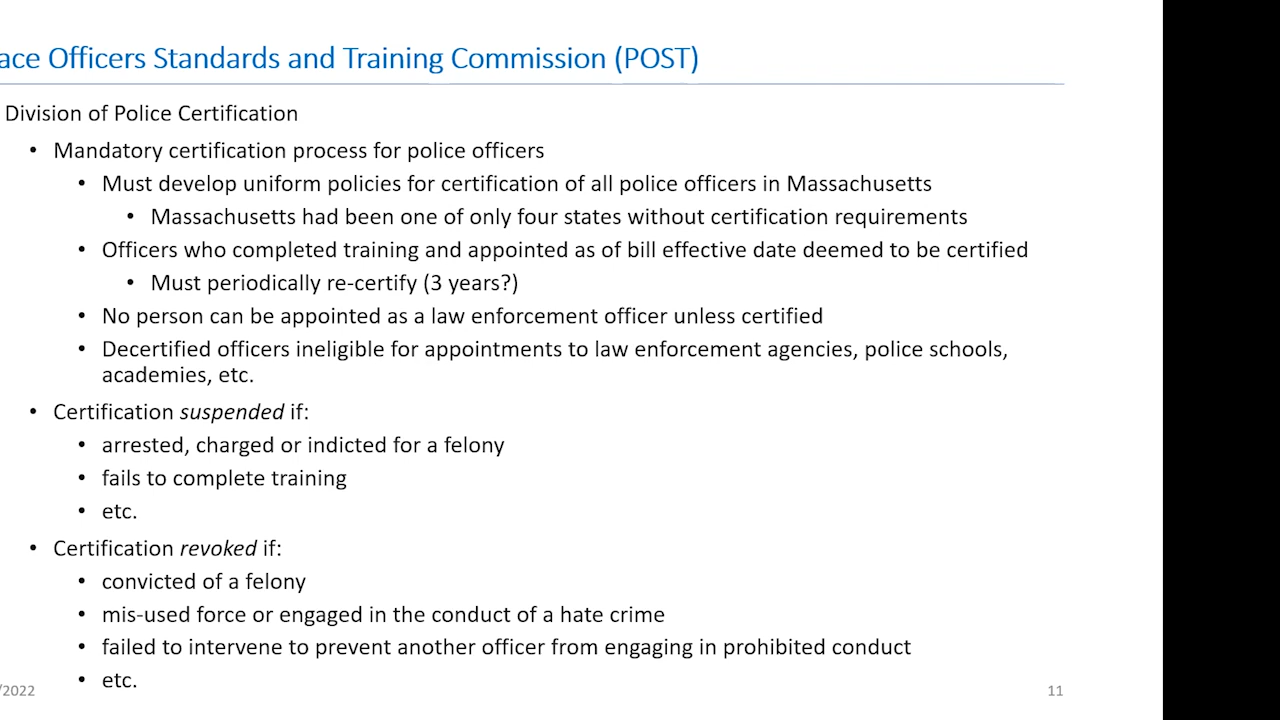 ace Officers Standards and Training Commission (POST)
Division of Police Certification
• Mandatory certification process for police officers
• Must develop uniform policies for certification of all police officers in Massachusetts
• Massachusetts had been one of only four states without certification requirements
• Officers who completed training and appointed as of bill effective date deemed to be certified
• Must periodically re-certify (3 years?)
• No person can be appointed as a law enforcement officer unless certified
• Decertified officers ineligible for appointments to law enforcement agencies, police schools,
academies, etc.
• Certification suspended if:
• arrested, charged or indicted for a felony
• fails to complete training
• etc.
• Certification revoked if:
• convicted of a felony
• mis-used force or engaged in the conduct of a hate crime
• failed to intervene to prevent another officer from engaging in prohibited conduct
• etc.
/2022
11